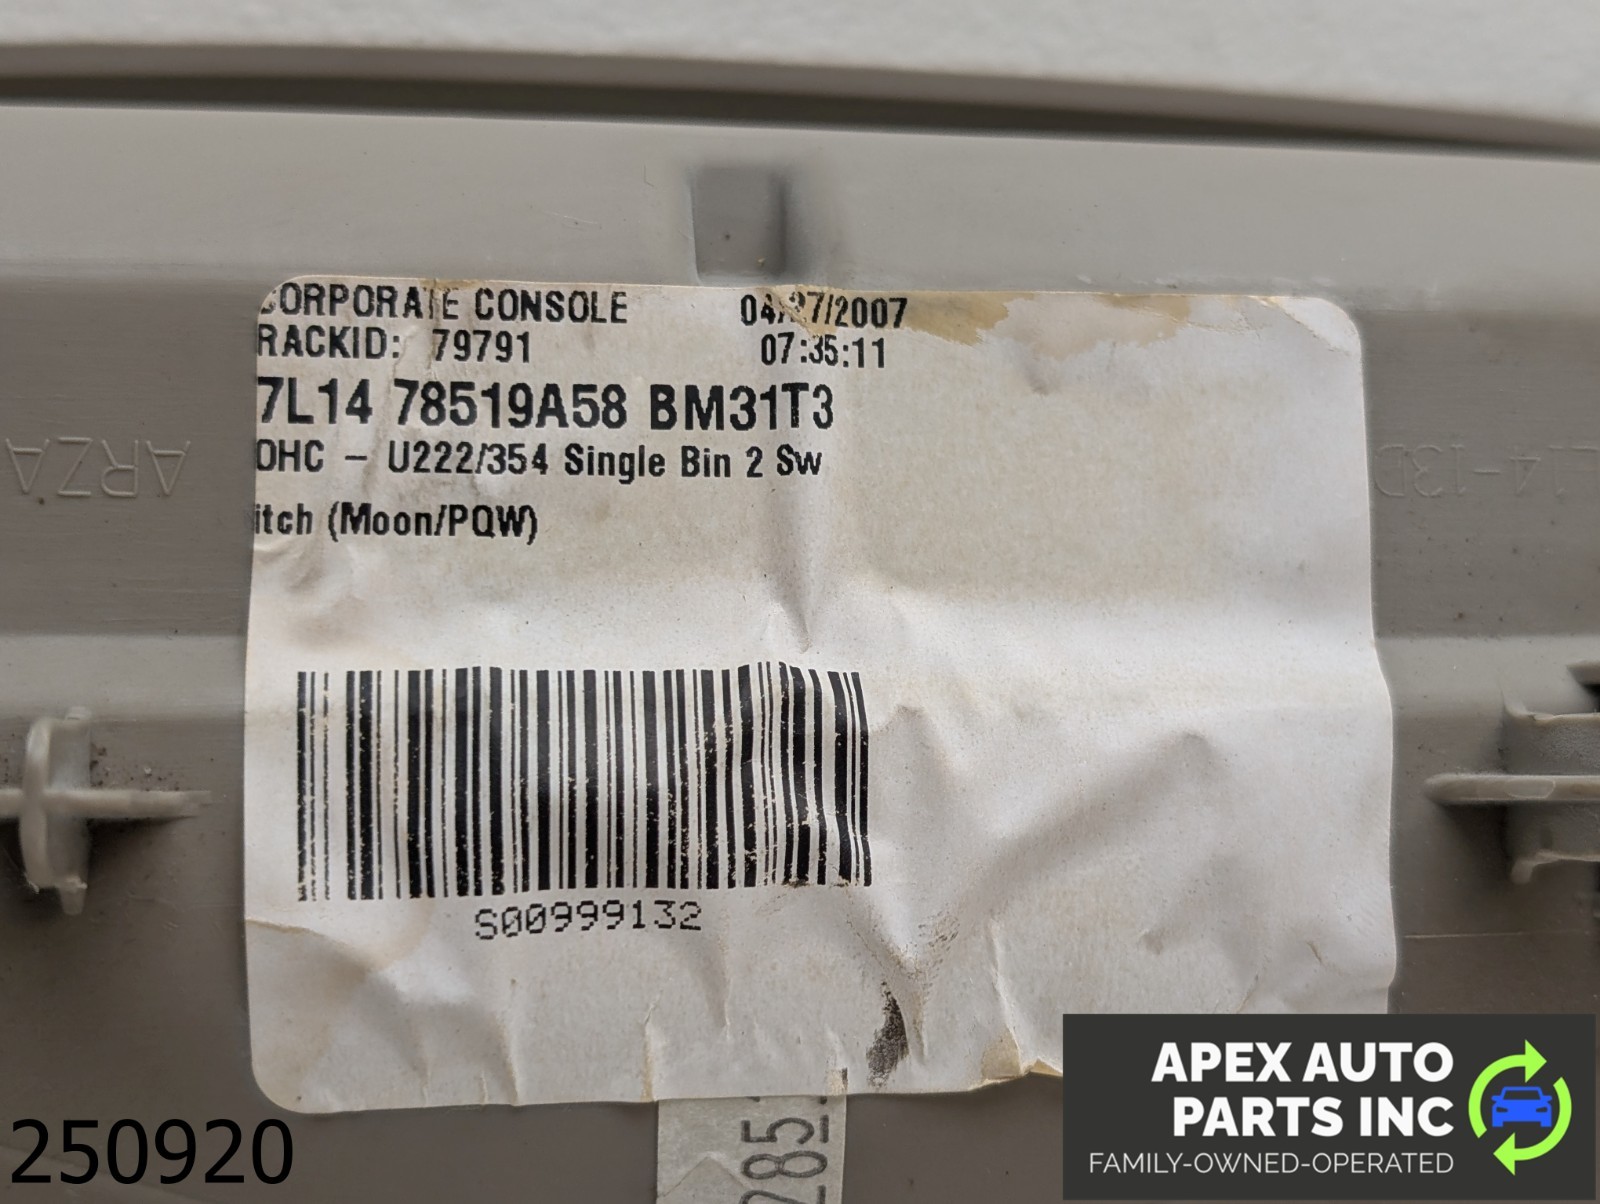 CORPORATE CONSOLE 04/27/2007
RACKID: 79791 07:35:11
7L14 78519A58 BM31T3
OHC - U222/354 Single Bin 2 Sw
itch (Moon/PQW)
ARZA
L14-13D
S00999132
285
250920
APEX AUTO
PARTS INC
FAMILY-OWNED-OPERATED